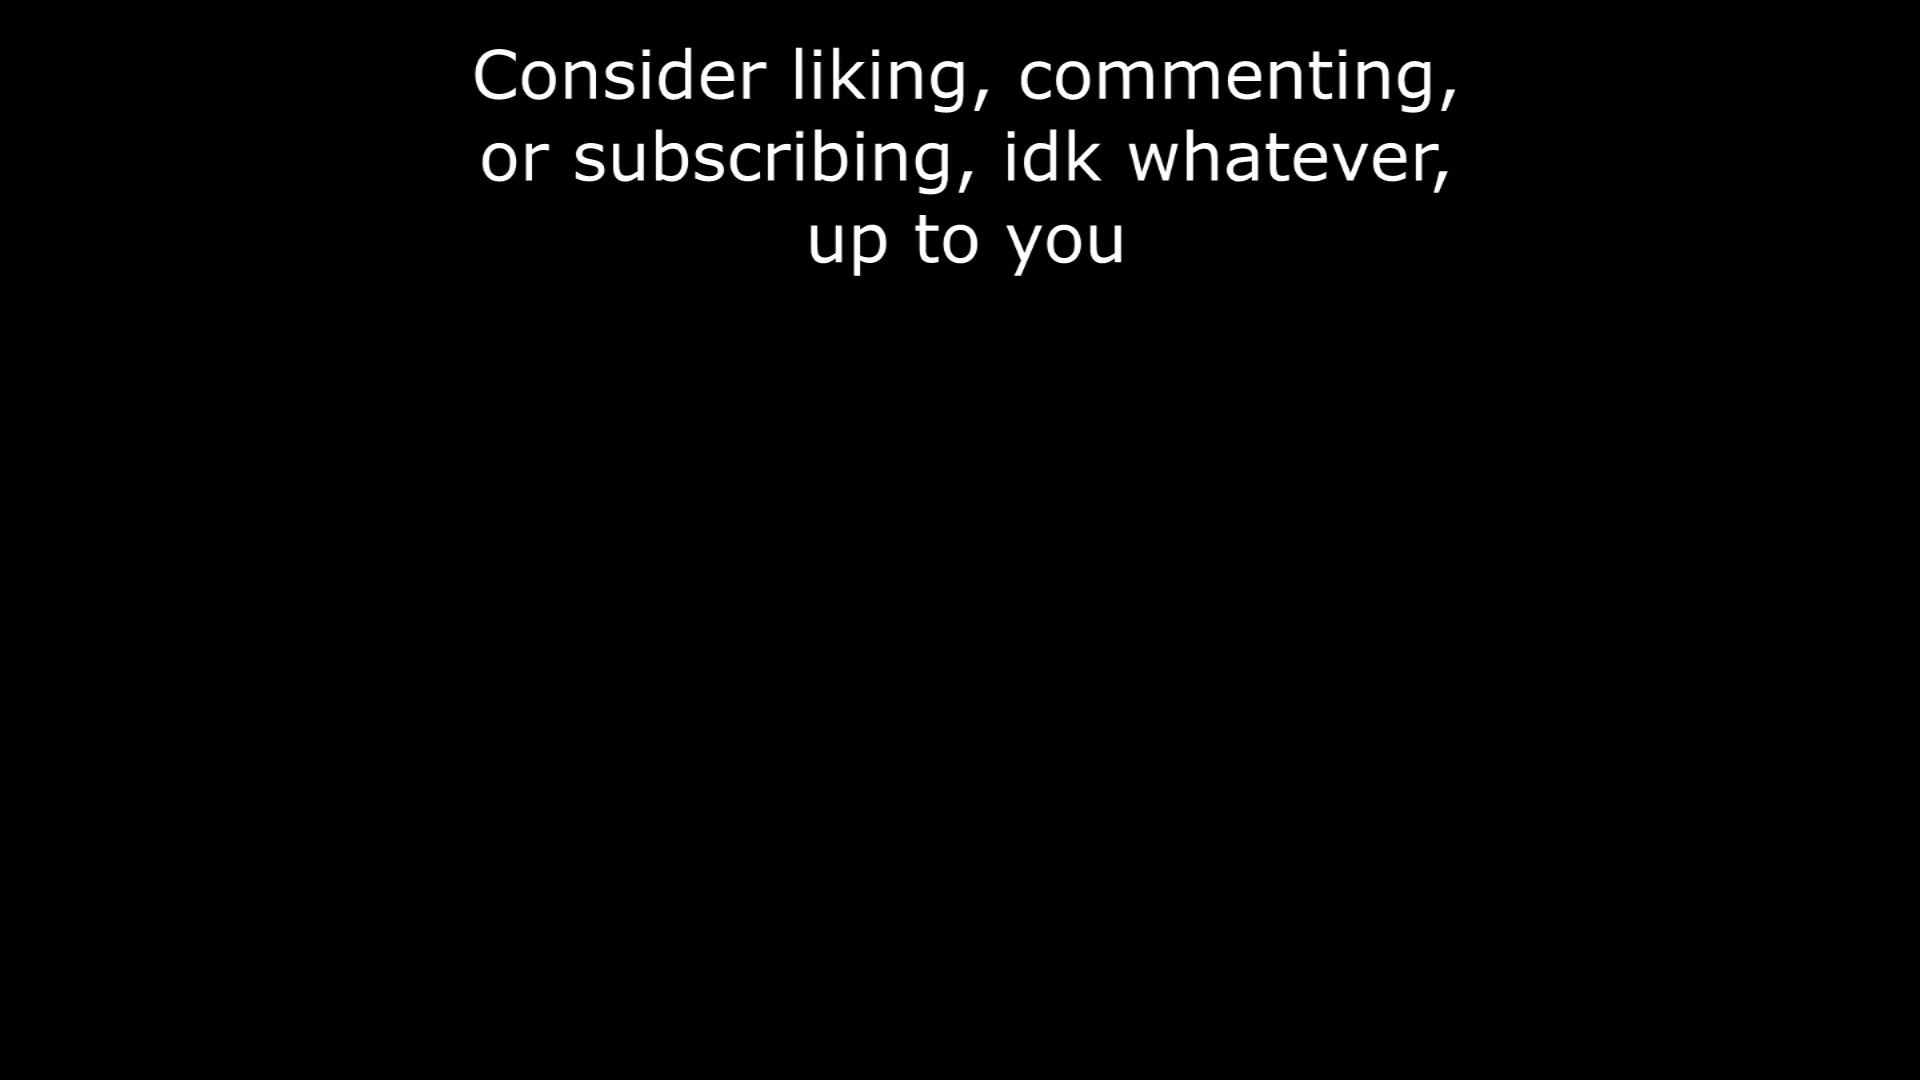 Consider liking, commenting,
or subscribing, idk whatever,
up to you